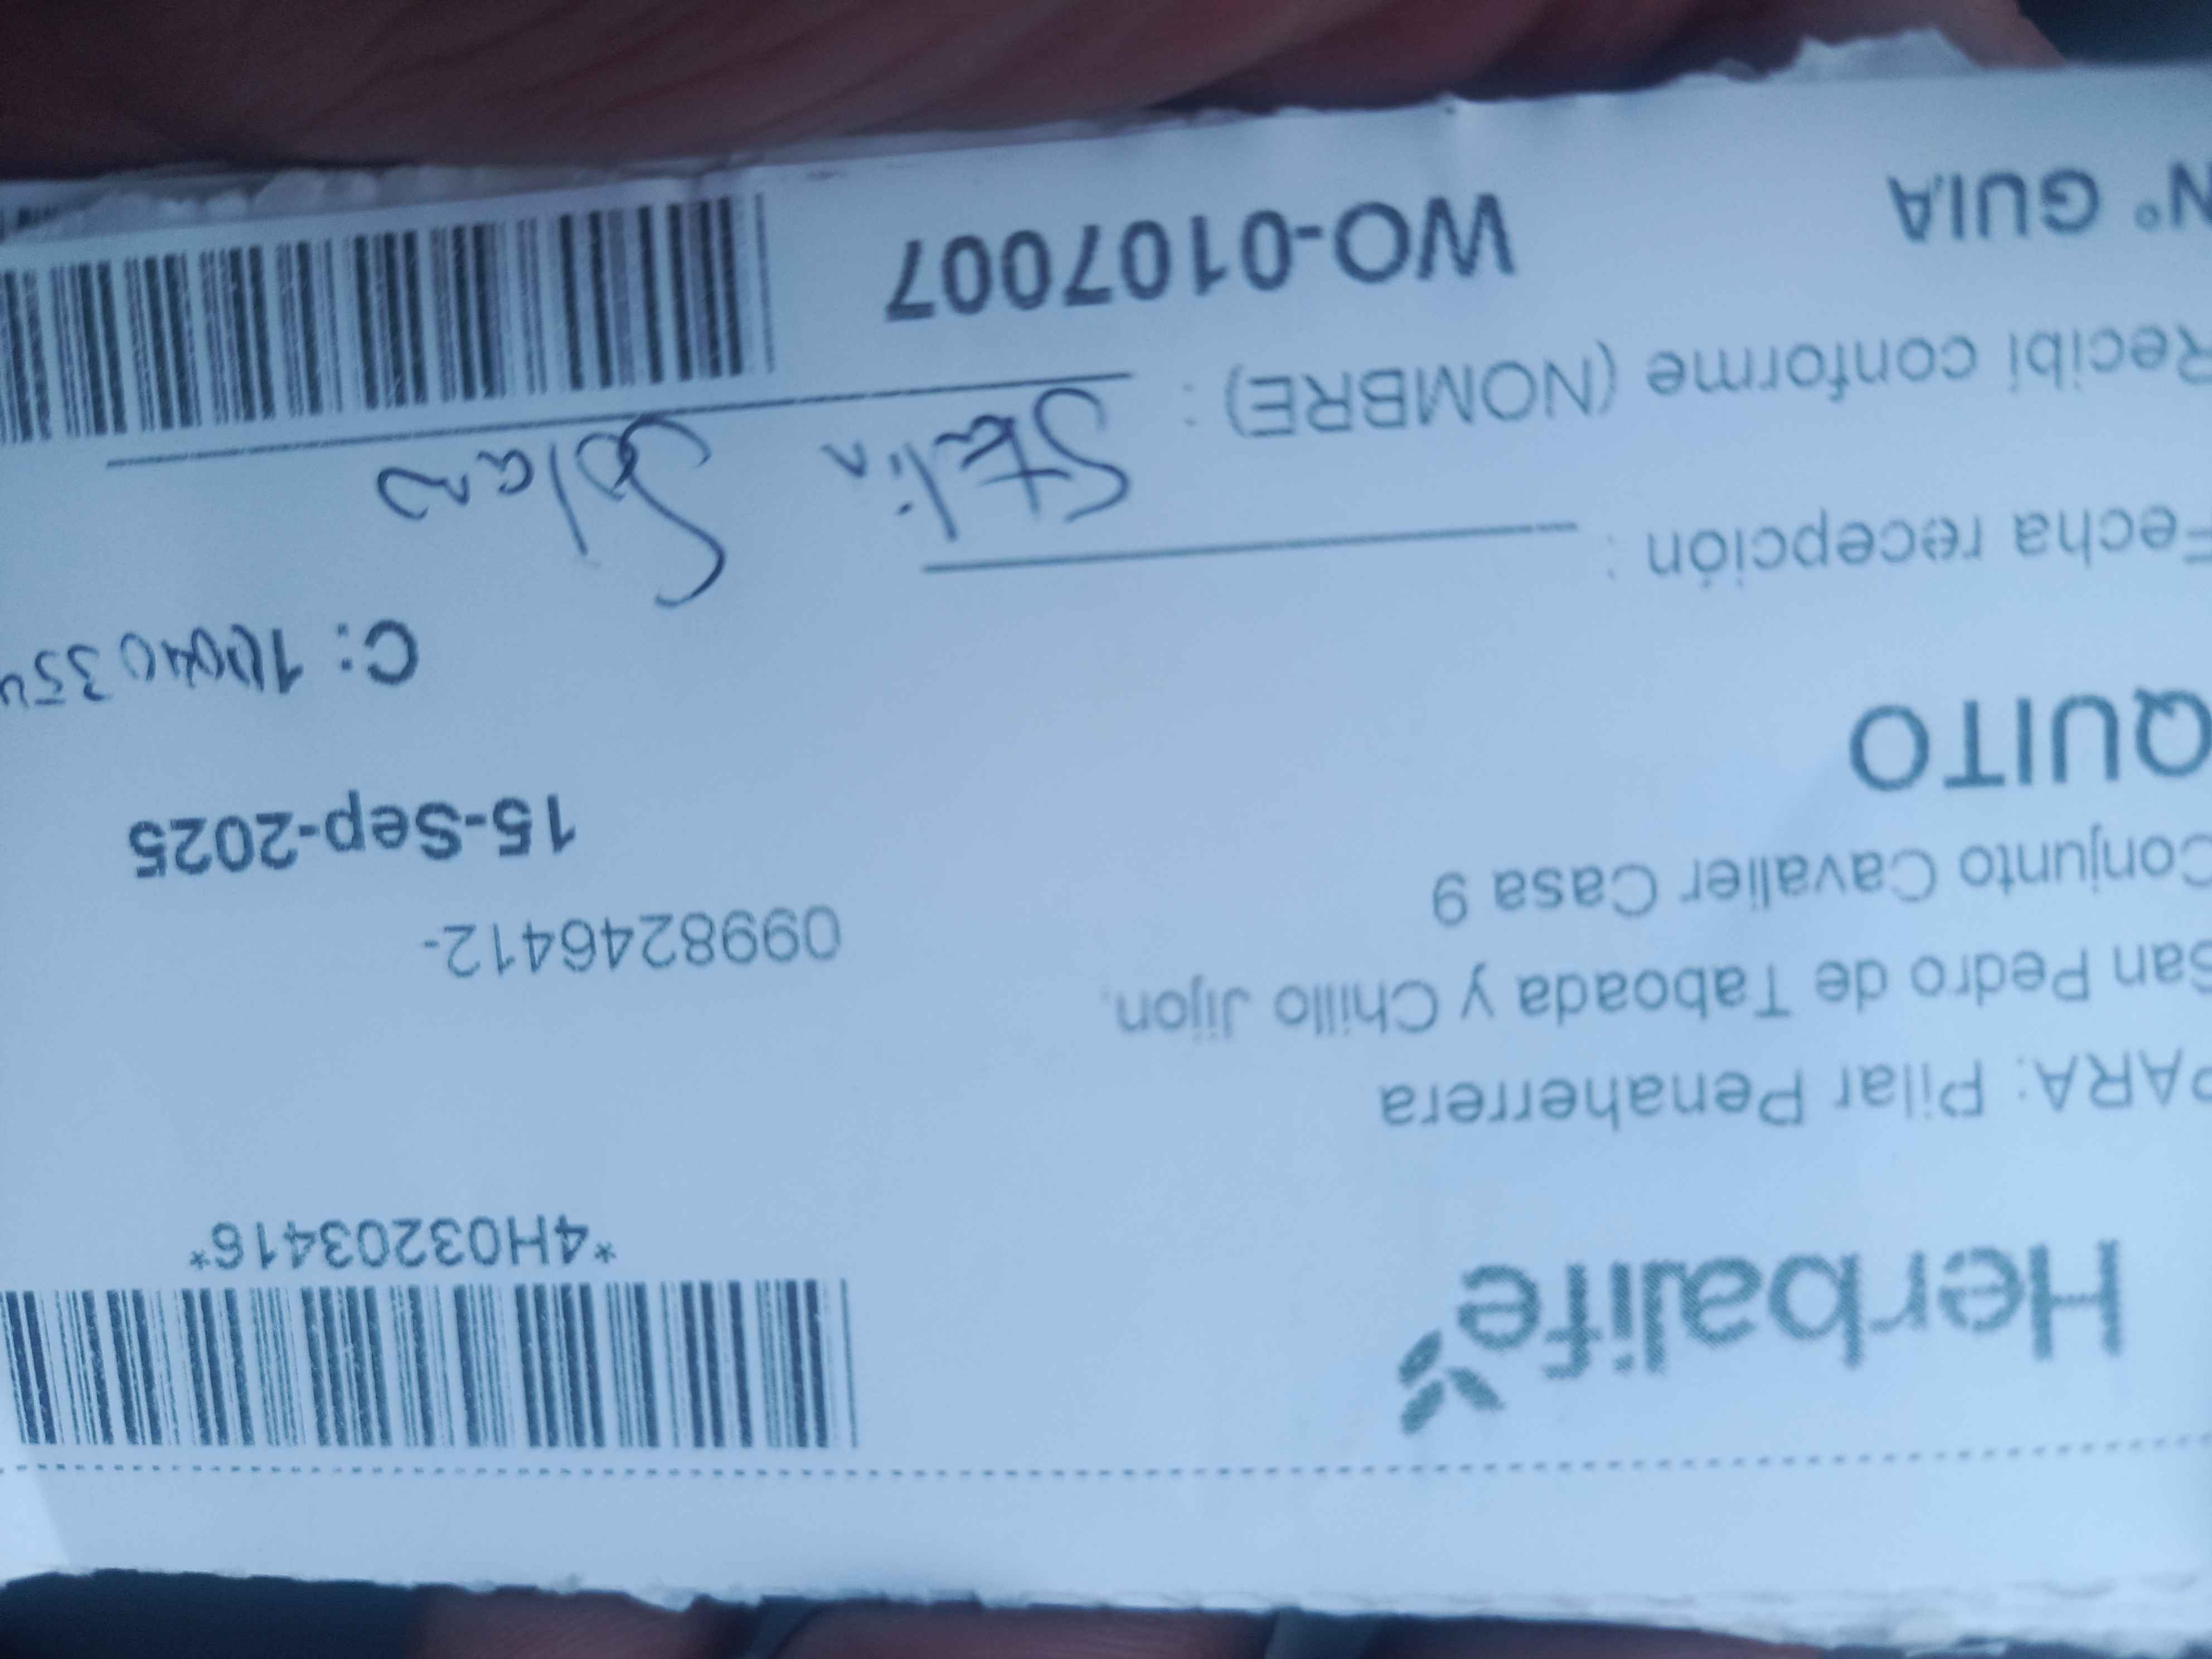 Herbalife
*4H03203416*
PARA: Pilar Penaherrera
San Pedro de Taboada y Chillo Jijon,
Conjunto Cavalier Casa 9
0998246412-
QUITO
15-Sep-2025
C: 1
Fecha recepción :
Recibi conforme (NOMBRE) : Stalin
N° GUIA
WO-0107007